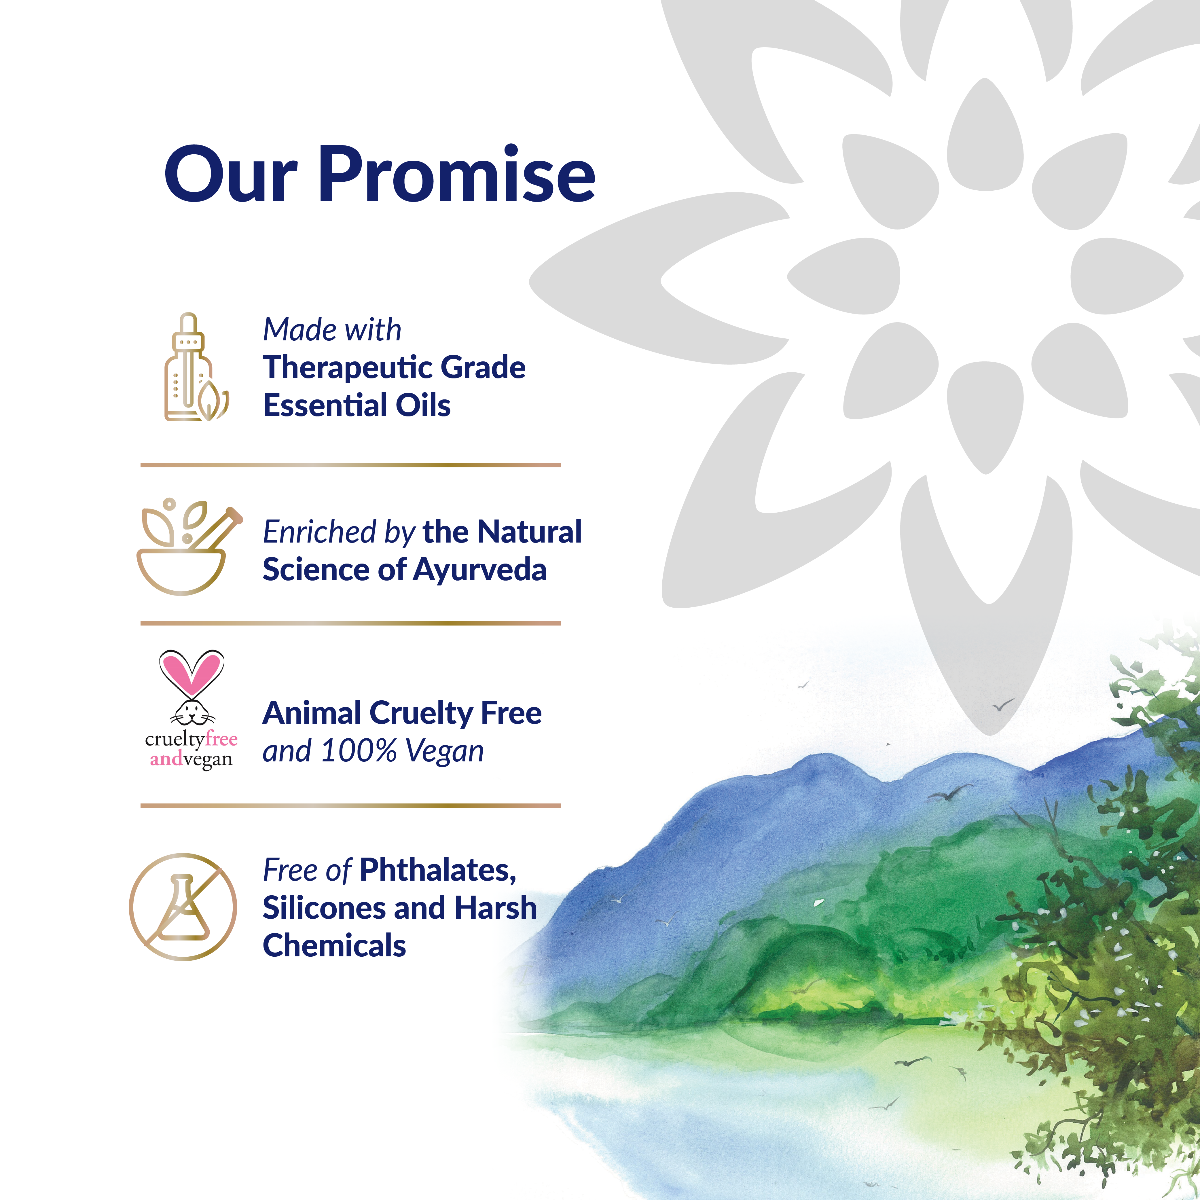 Our Promise
Made with
Therapeutic Grade
Essential Oils
Enriched by the Natural
Science of Ayurveda
crueltyfree
andvegan
Animal Cruelty Free
and 100% Vegan
Free of Phthalates,
Silicones and Harsh
Chemicals